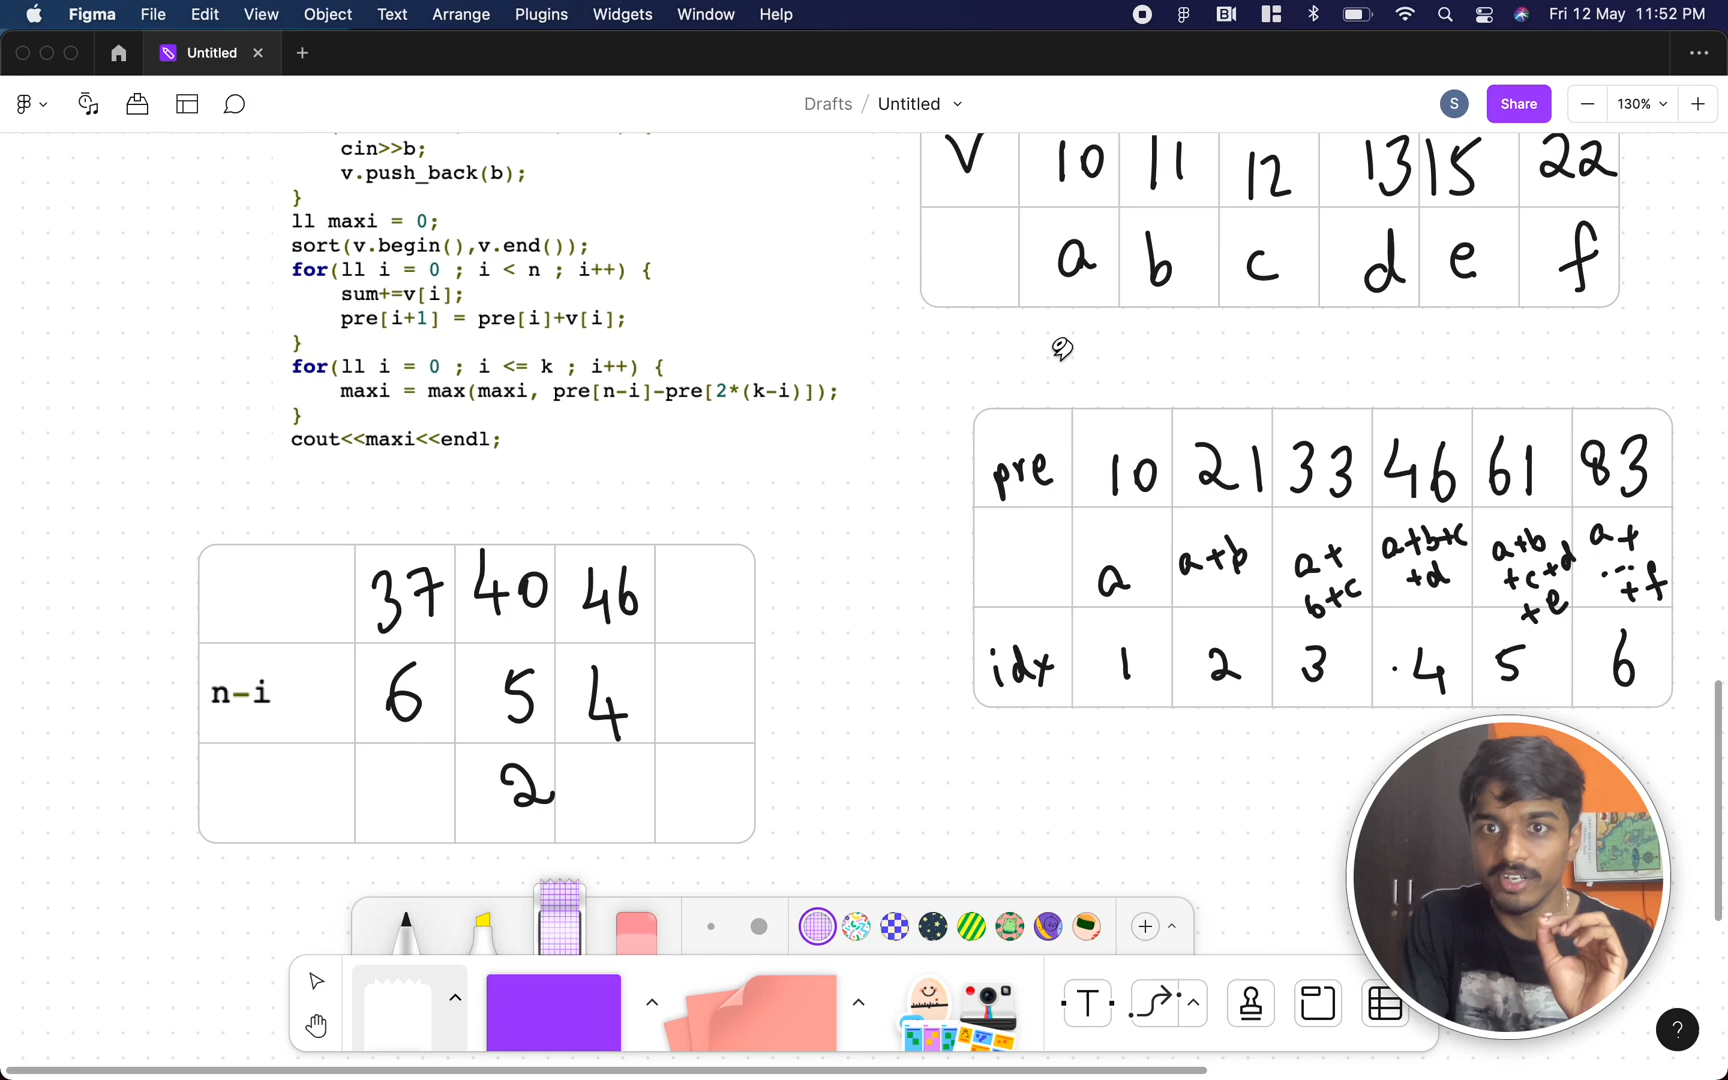 Figma File Edit View Object Text Arrange Plugins Widgets Window Help Fri 12 May 11:52 PM
Untitled
Drafts / Untitled S Share 130%
cin>>b;
v.push_back(b);
}
ll maxi = 0;
sort(v.begin(),v.end());
for(ll i = 0 ; i < n ; i++) {
sum+=v[i];
pre[i+1] = pre[i]+v[i];
}
for(ll i = 0 ; i <= k ; i++) {
maxi = max(maxi, pre[n-i]-pre[2*(k-i)]);
}
cout<<maxi<<endl;
V 10 11 12 13 15 22
a b c d e f
pre 10 21 33 46 61 83
a a+b a+b+c a+b+c+d a+b+c+d+e a+...+f
idx 1 2 3 4 5 6
37 40 46
n-i 6 5 4
2
T
?